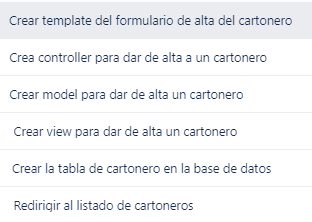 Crear template del formulario de alta del cartonero
Crea controller para dar de alta a un cartonero
Crear model para dar de alta un cartonero
Crear view para dar de alta un cartonero
Crear la tabla de cartonero en la base de datos
Redirigir al listado de cartoneros